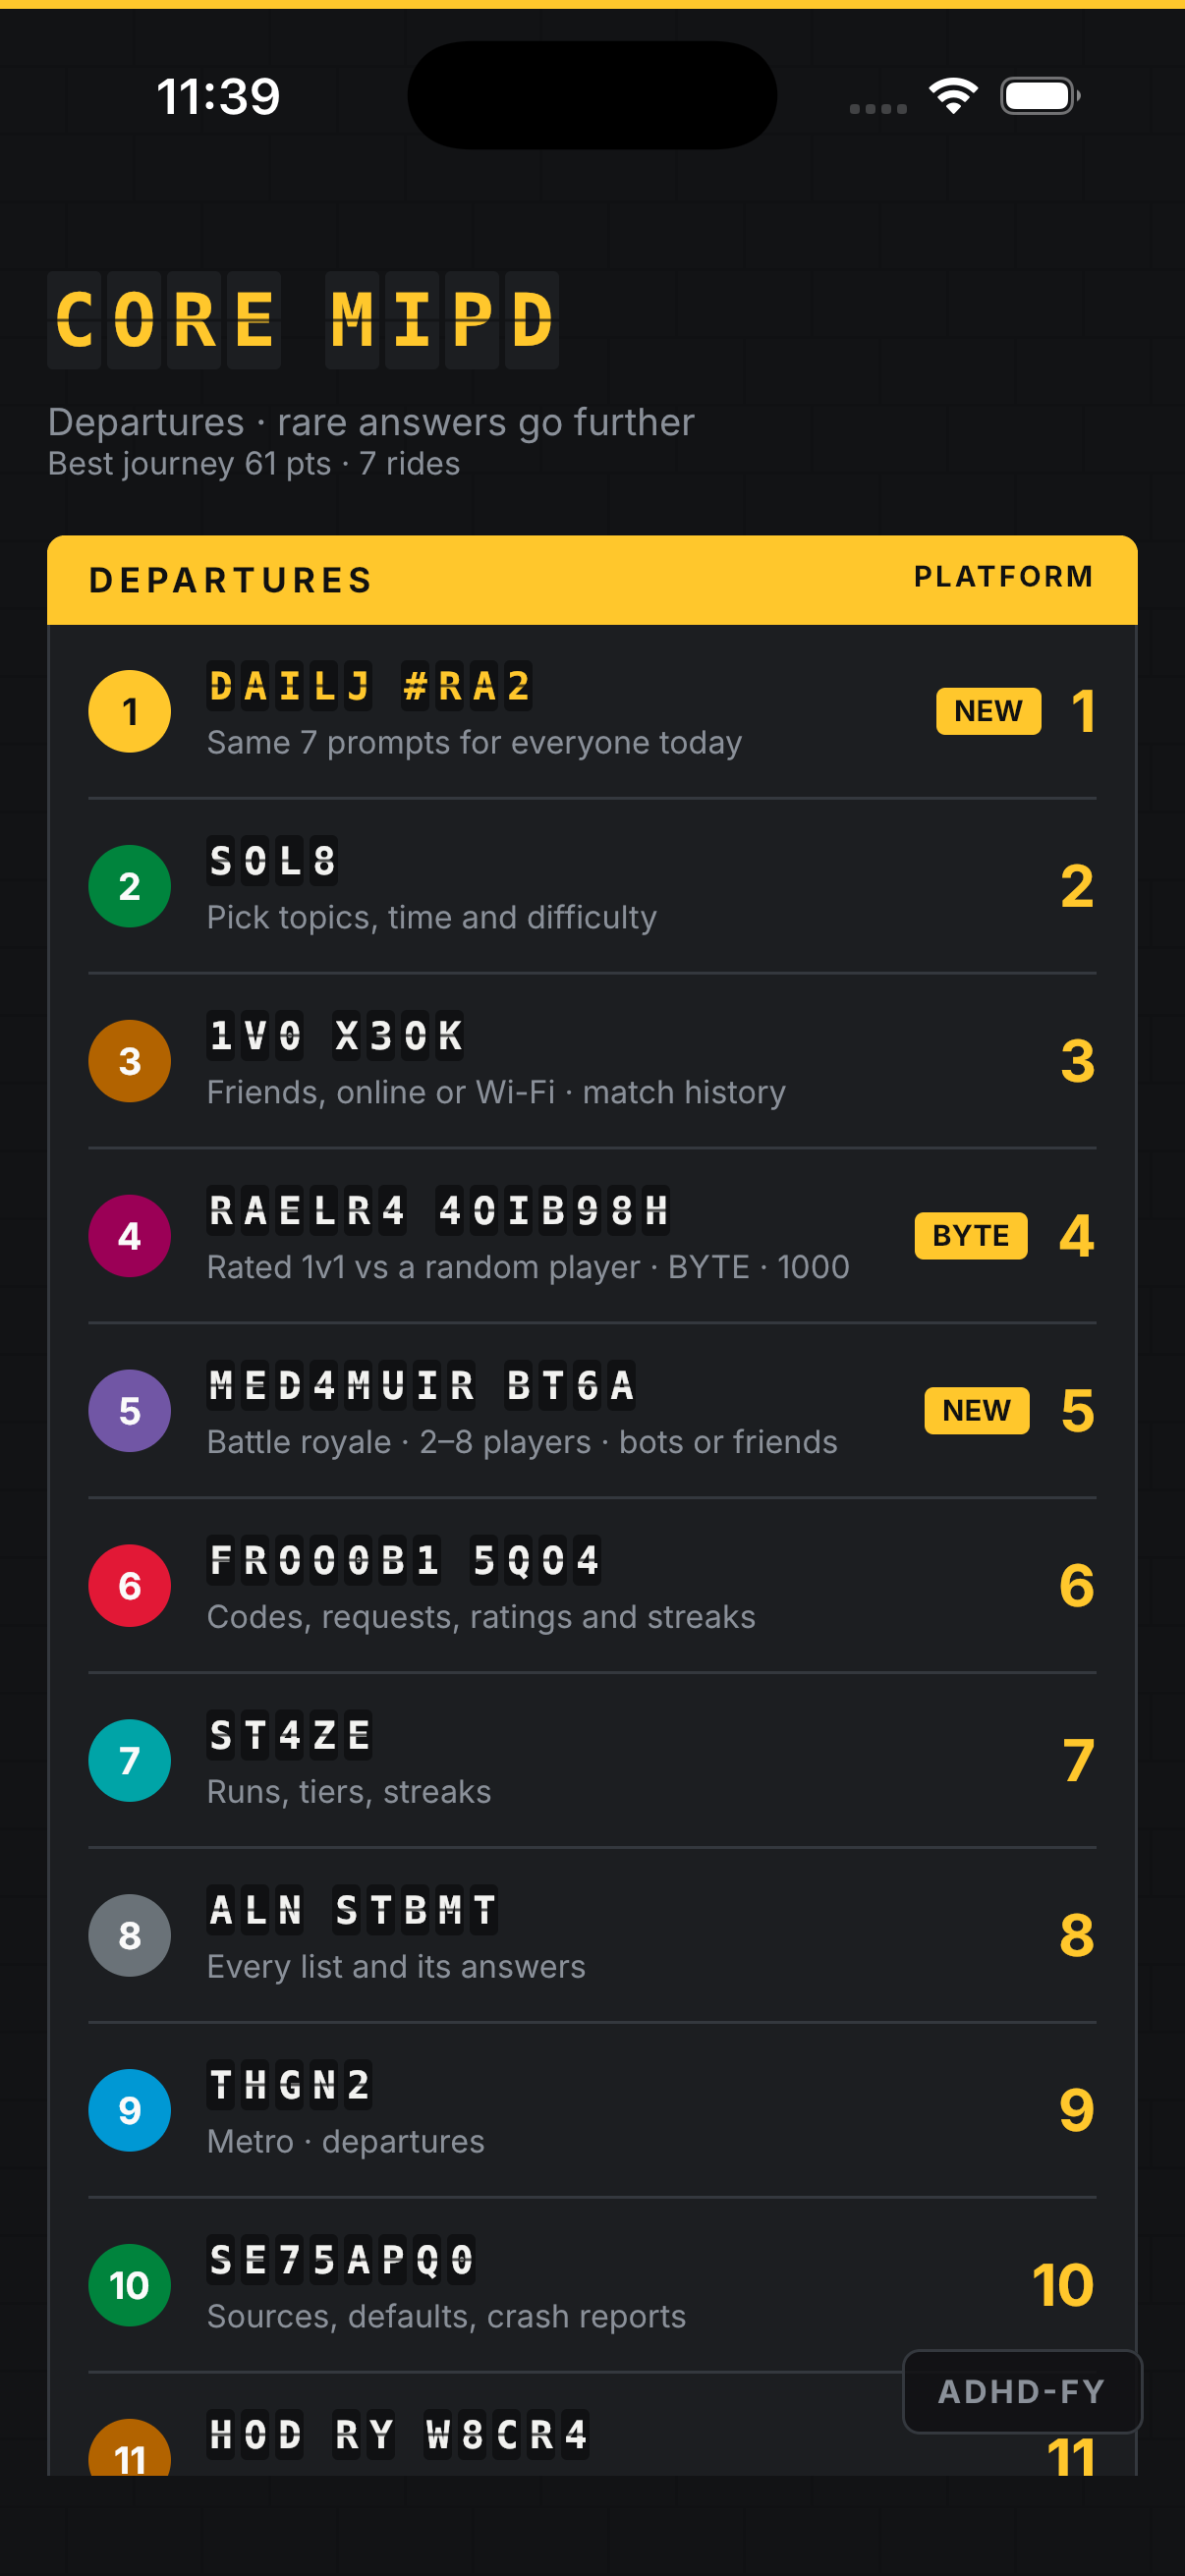 11:39
CORE MIPD
Departures · rare answers go further
Best journey 61 pts · 7 rides
DEPARTURES PLATFORM
1 DAILJ #RA2 NEW 1
Same 7 prompts for everyone today
2 SOL8 2
Pick topics, time and difficulty
3 1V0 X3OK 3
Friends, online or Wi-Fi · match history
4 RAELR4 4OIB98H BYTE 4
Rated 1v1 vs a random player · BYTE · 1000
5 MED4MUIR BT6A NEW 5
Battle royale · 2–8 players · bots or friends
6 FROO0B1 5QO4 6
Codes, requests, ratings and streaks
7 ST4ZE 7
Runs, tiers, streaks
8 ALN STBMT 8
Every list and its answers
9 THGN2 9
Metro · departures
10 SE75APQ0 10
Sources, defaults, crash reports
ADHD-FY
11 HOD RY W8CR4 11